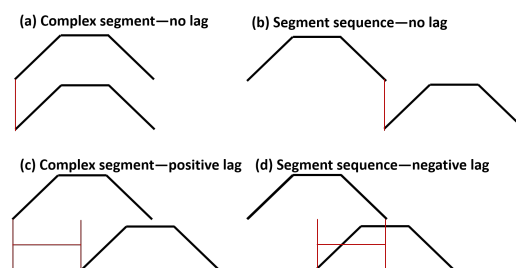 (a) Complex segment—no lag
(b) Segment sequence—no lag
(c) Complex segment—positive lag
(d) Segment sequence—negative lag